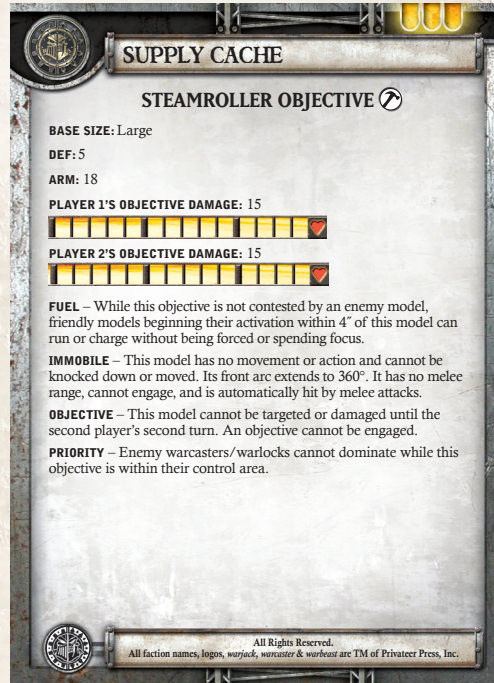 SUPPLY CACHE
STEAMROLLER OBJECTIVE
BASE SIZE: Large
DEF: 5
ARM: 18
PLAYER 1'S OBJECTIVE DAMAGE: 15
PLAYER 2'S OBJECTIVE DAMAGE: 15
FUEL – While this objective is not contested by an enemy model,
friendly models beginning their activation within 4˝ of this model can
run or charge without being forced or spending focus.
IMMOBILE – This model has no movement or action and cannot be
knocked down or moved. Its front arc extends to 360°. It has no melee
range, cannot engage, and is automatically hit by melee attacks.
OBJECTIVE – This model cannot be targeted or damaged until the
second player's second turn. An objective cannot be engaged.
PRIORITY – Enemy warcasters/warlocks cannot dominate while this
objective is within their control area.
All Rights Reserved.
All faction names, logos, warjack, warcaster & warbeast are TM of Privateer Press, Inc.